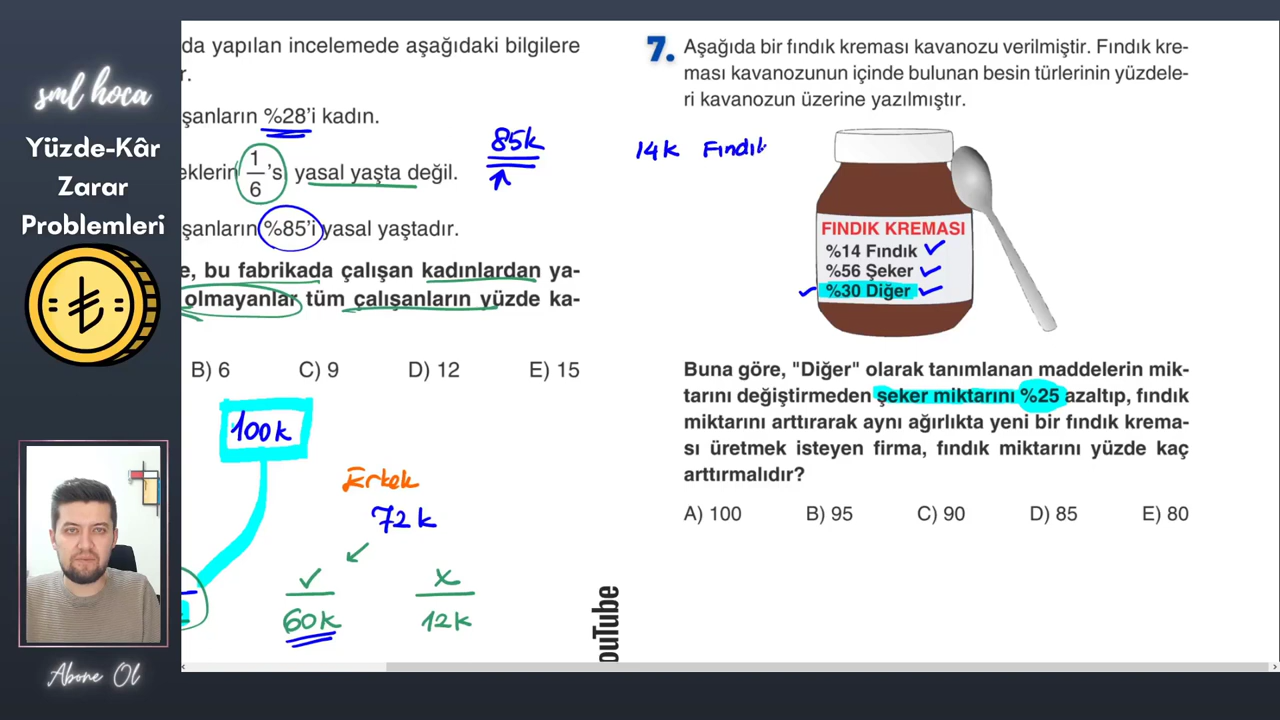 sml hoca
Yüzde-Kâr
Zarar
Problemleri
Abone Ol
da yapılan incelemede aşağıdaki bilgilere
r.
şanların %28'i kadın.
eklerin 1/6 's yasal yaşta değil.
şanların %85'i yasal yaştadır.
85k
e, bu fabrikada çalışan kadınlardan ya-
olmayanlar tüm çalışanların yüzde ka-
B) 6 C) 9 D) 12 E) 15
100k
Erkek
72k
✓ x
60k 12k
7. Aşağıda bir fındık kreması kavanozu verilmiştir. Fındık kre-
ması kavanozunun içinde bulunan besin türlerinin yüzdele-
ri kavanozun üzerine yazılmıştır.
14k Fındık
FINDIK KREMASI
%14 Fındık
%56 Şeker
%30 Diğer
Buna göre, "Diğer" olarak tanımlanan maddelerin mik-
tarını değiştirmeden şeker miktarını %25 azaltıp, fındık
miktarını arttırarak aynı ağırlıkta yeni bir fındık krema-
sı üretmek isteyen firma, fındık miktarını yüzde kaç
arttırmalıdır?
A) 100 B) 95 C) 90 D) 85 E) 80
ouTube